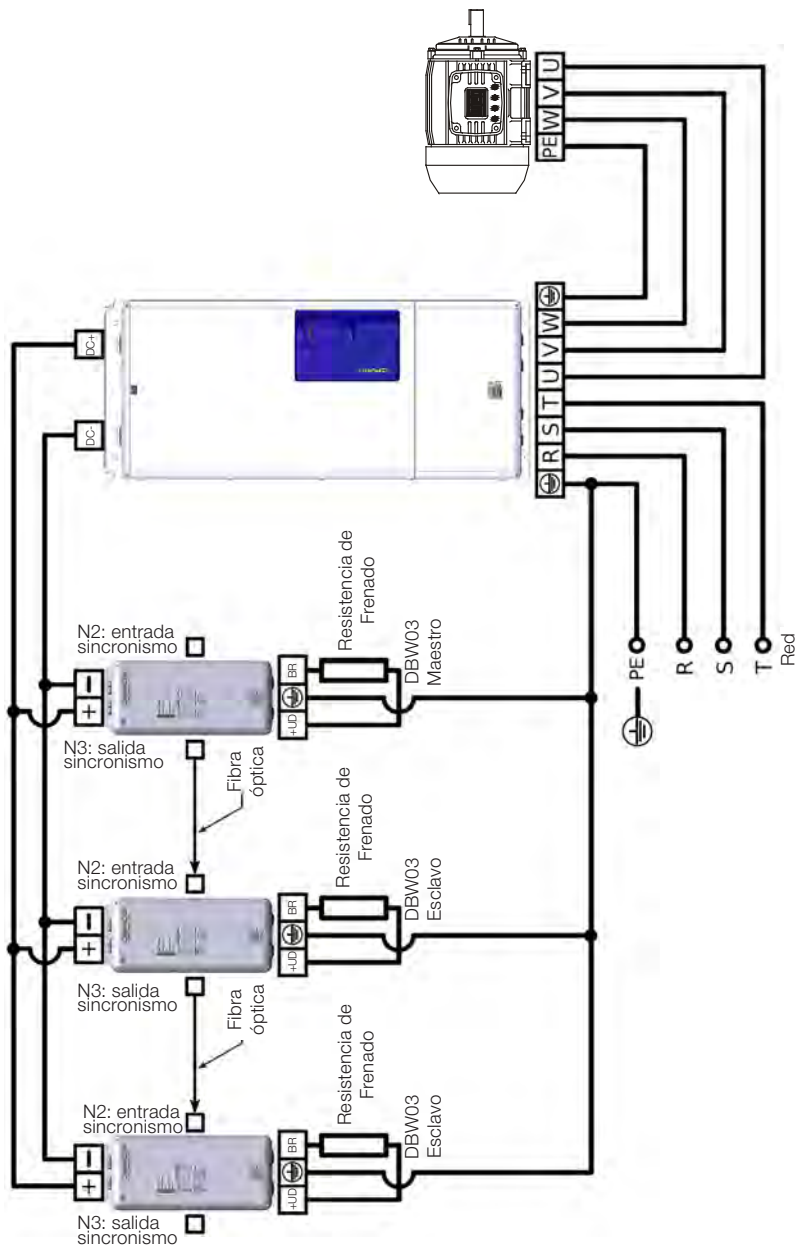 DC+
DC-
PE W V U
⏚ R S T U V W ⏚
N2: entrada
sincronismo
N3: salida
sincronismo
+ −
+UD ⏚ BR
Resistencia de
Frenado
DBW03
Maestro
Fibra
óptica
N2: entrada
sincronismo
N3: salida
sincronismo
+ −
+UD ⏚ BR
Resistencia de
Frenado
DBW03
Esclavo
Fibra
óptica
N2: entrada
sincronismo
N3: salida
sincronismo
+ −
+UD ⏚ BR
Resistencia de
Frenado
DBW03
Esclavo
PE
R
S
T
Red